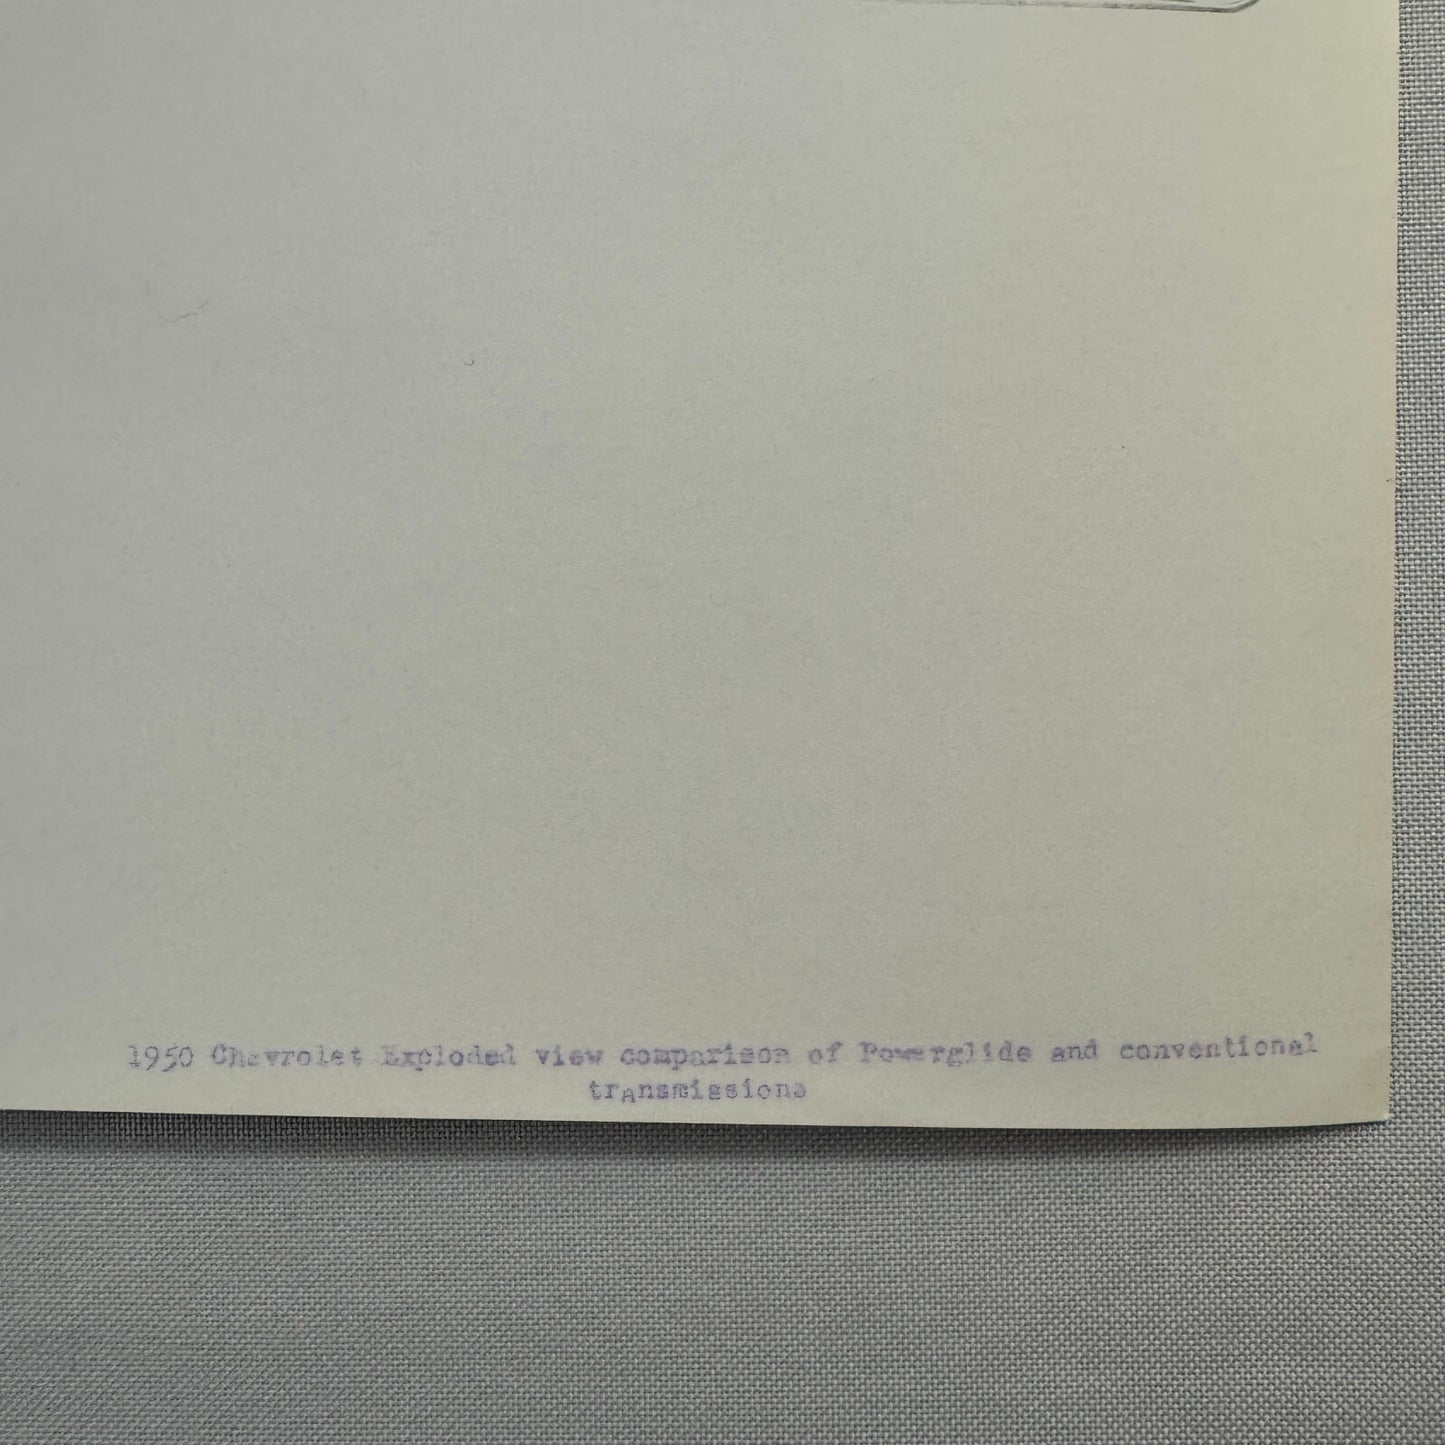 1950 Chevrolet Exploded view comparison of Powerglide and conventional
trAnsmissions